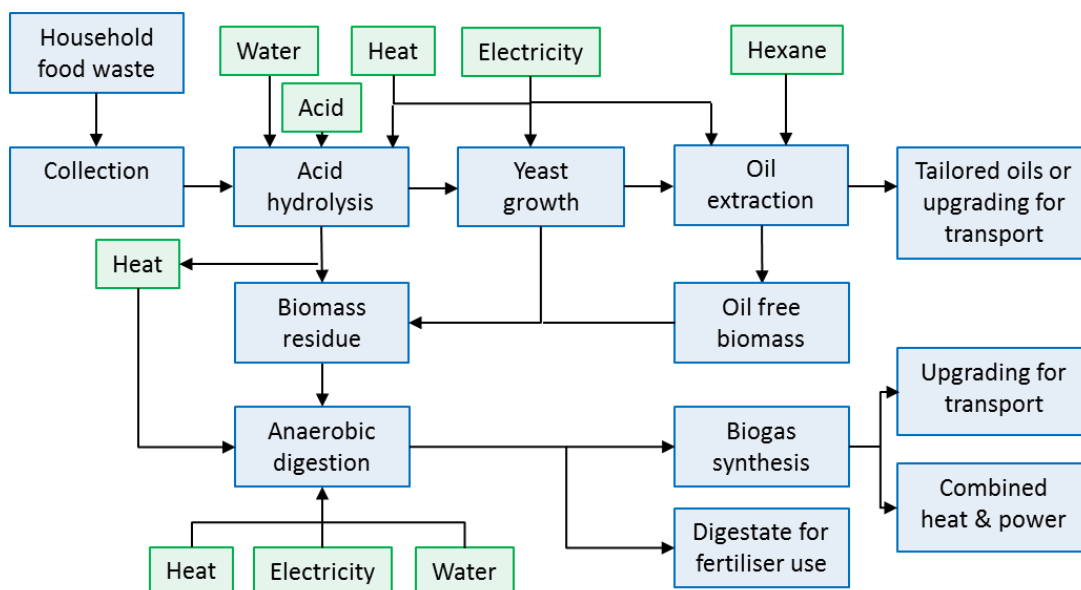 Household
food waste
Water
Heat
Electricity
Hexane
Acid
Collection
Acid
hydrolysis
Yeast
growth
Oil
extraction
Tailored oils or
upgrading for
transport
Heat
Biomass
residue
Oil free
biomass
Upgrading for
transport
Anaerobic
digestion
Biogas
synthesis
Combined
heat & power
Digestate for
fertiliser use
Heat
Electricity
Water